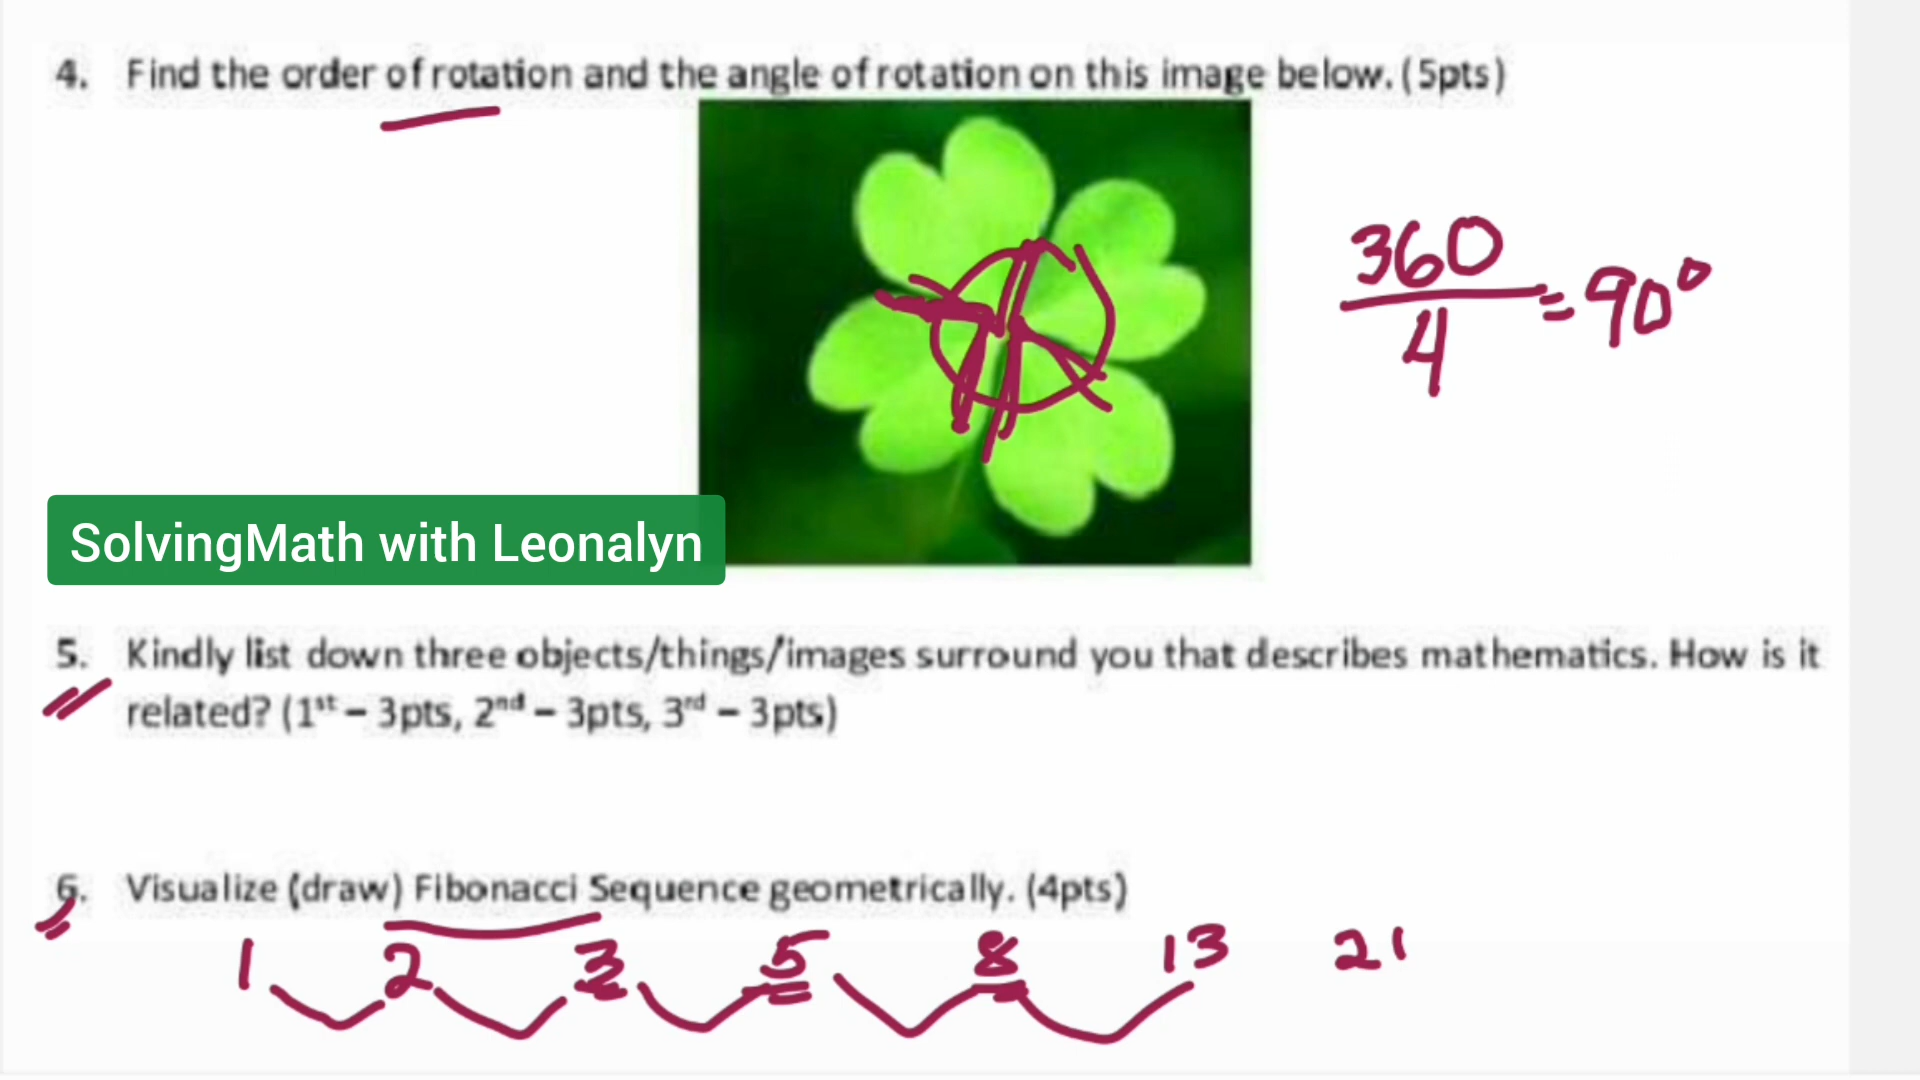 4. Find the order of rotation and the angle of rotation on this image below. (5pts)
360
4
=90°
SolvingMath with Leonalyn
5. Kindly list down three objects/things/images surround you that describes mathematics. How is it
related? (1st – 3pts, 2nd – 3pts, 3rd – 3pts)
6. Visualize (draw) Fibonacci Sequence geometrically. (4pts)
1 2 3 5 8 13 21